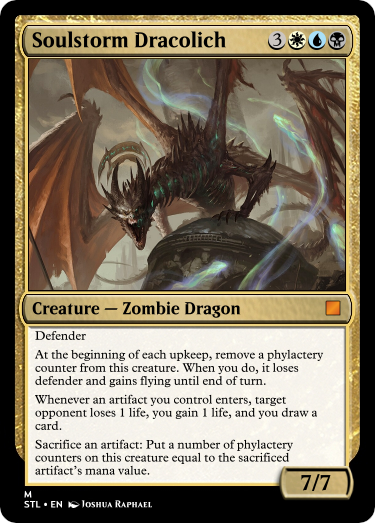 Soulstorm Dracolich 3
Creature — Zombie Dragon
Defender
At the beginning of each upkeep, remove a phylactery
counter from this creature. When you do, it loses
defender and gains flying until end of turn.
Whenever an artifact you control enters, target
opponent loses 1 life, you gain 1 life, and you draw a
card.
Sacrifice an artifact: Put a number of phylactery
counters on this creature equal to the sacrificed
artifact's mana value.
7/7
M
STL • EN Joshua Raphael